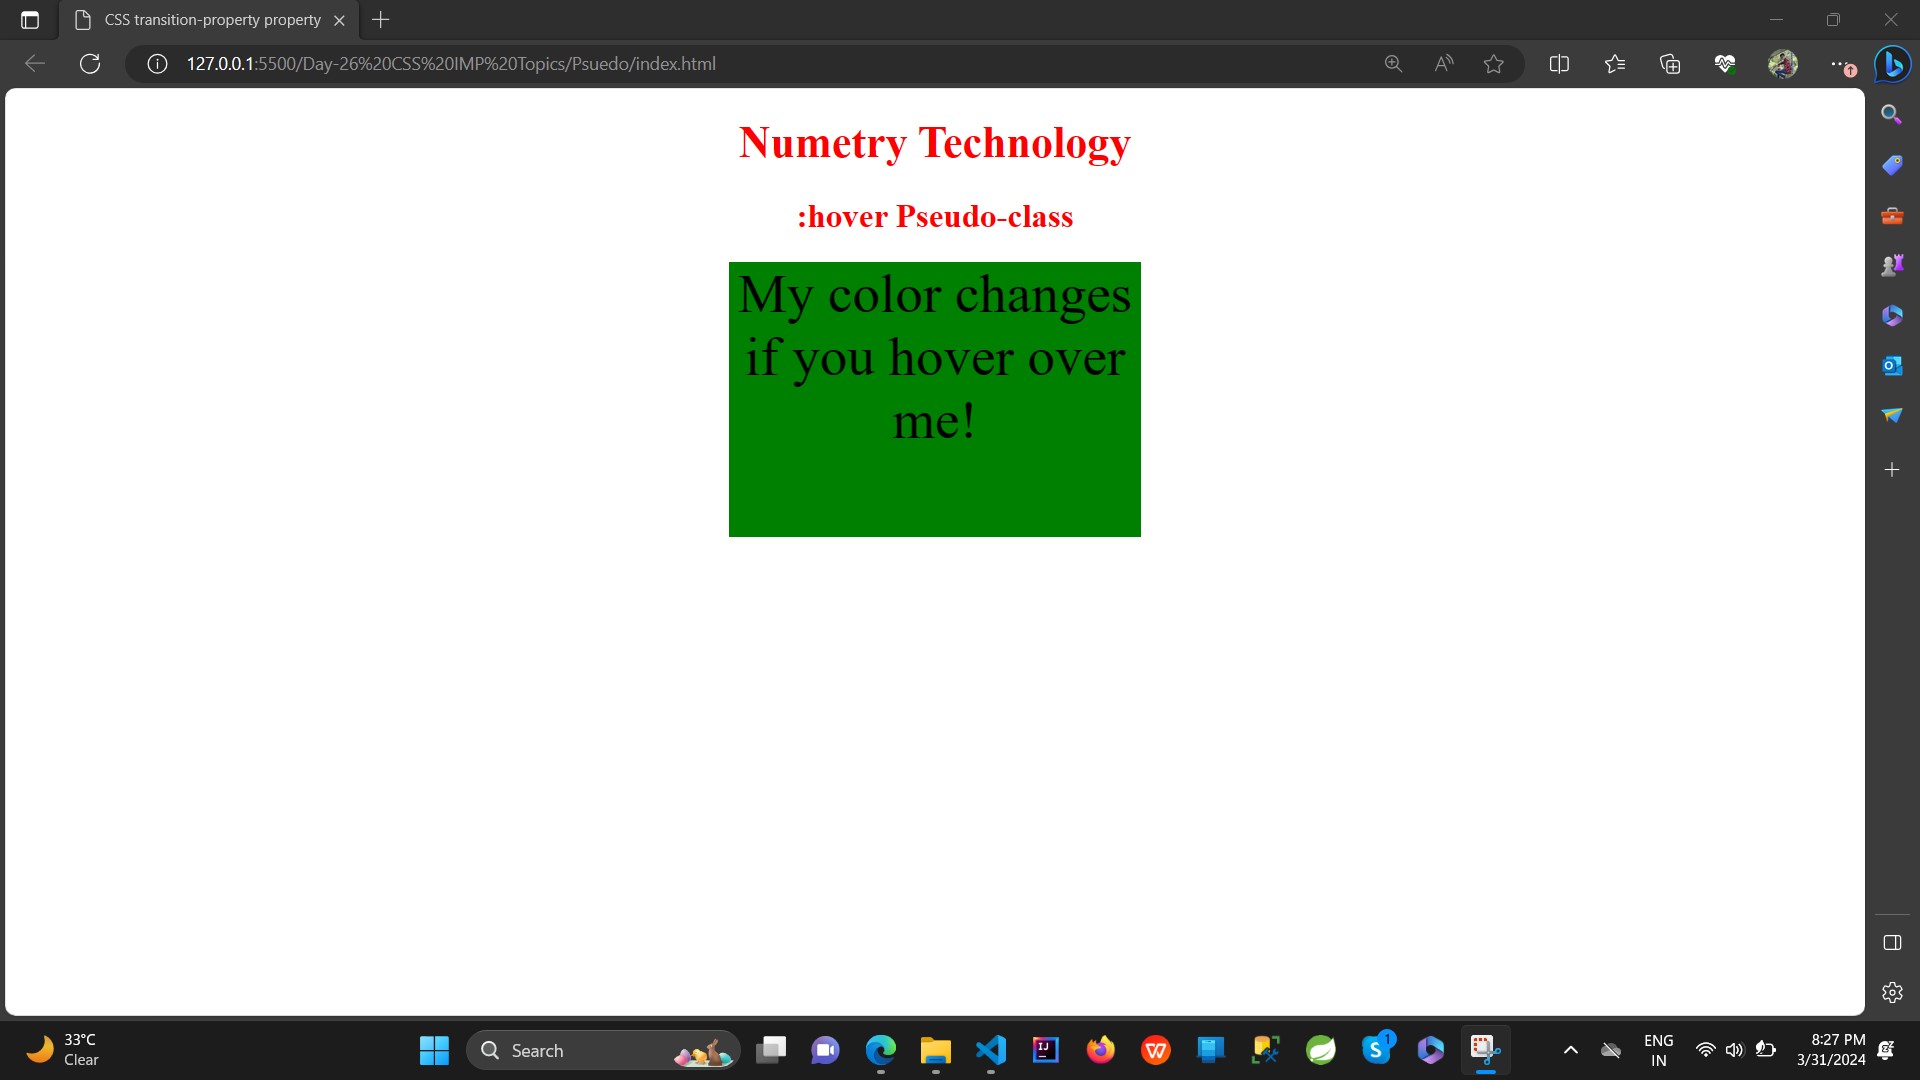 CSS transition-property property
127.0.0.1:5500/Day-26%20CSS%20IMP%20Topics/Psuedo/index.html
Numetry Technology
:hover Pseudo-class
My color changes
if you hover over
me!
33°C
Clear
Search
1
ENG
IN
8:27 PM
3/31/2024